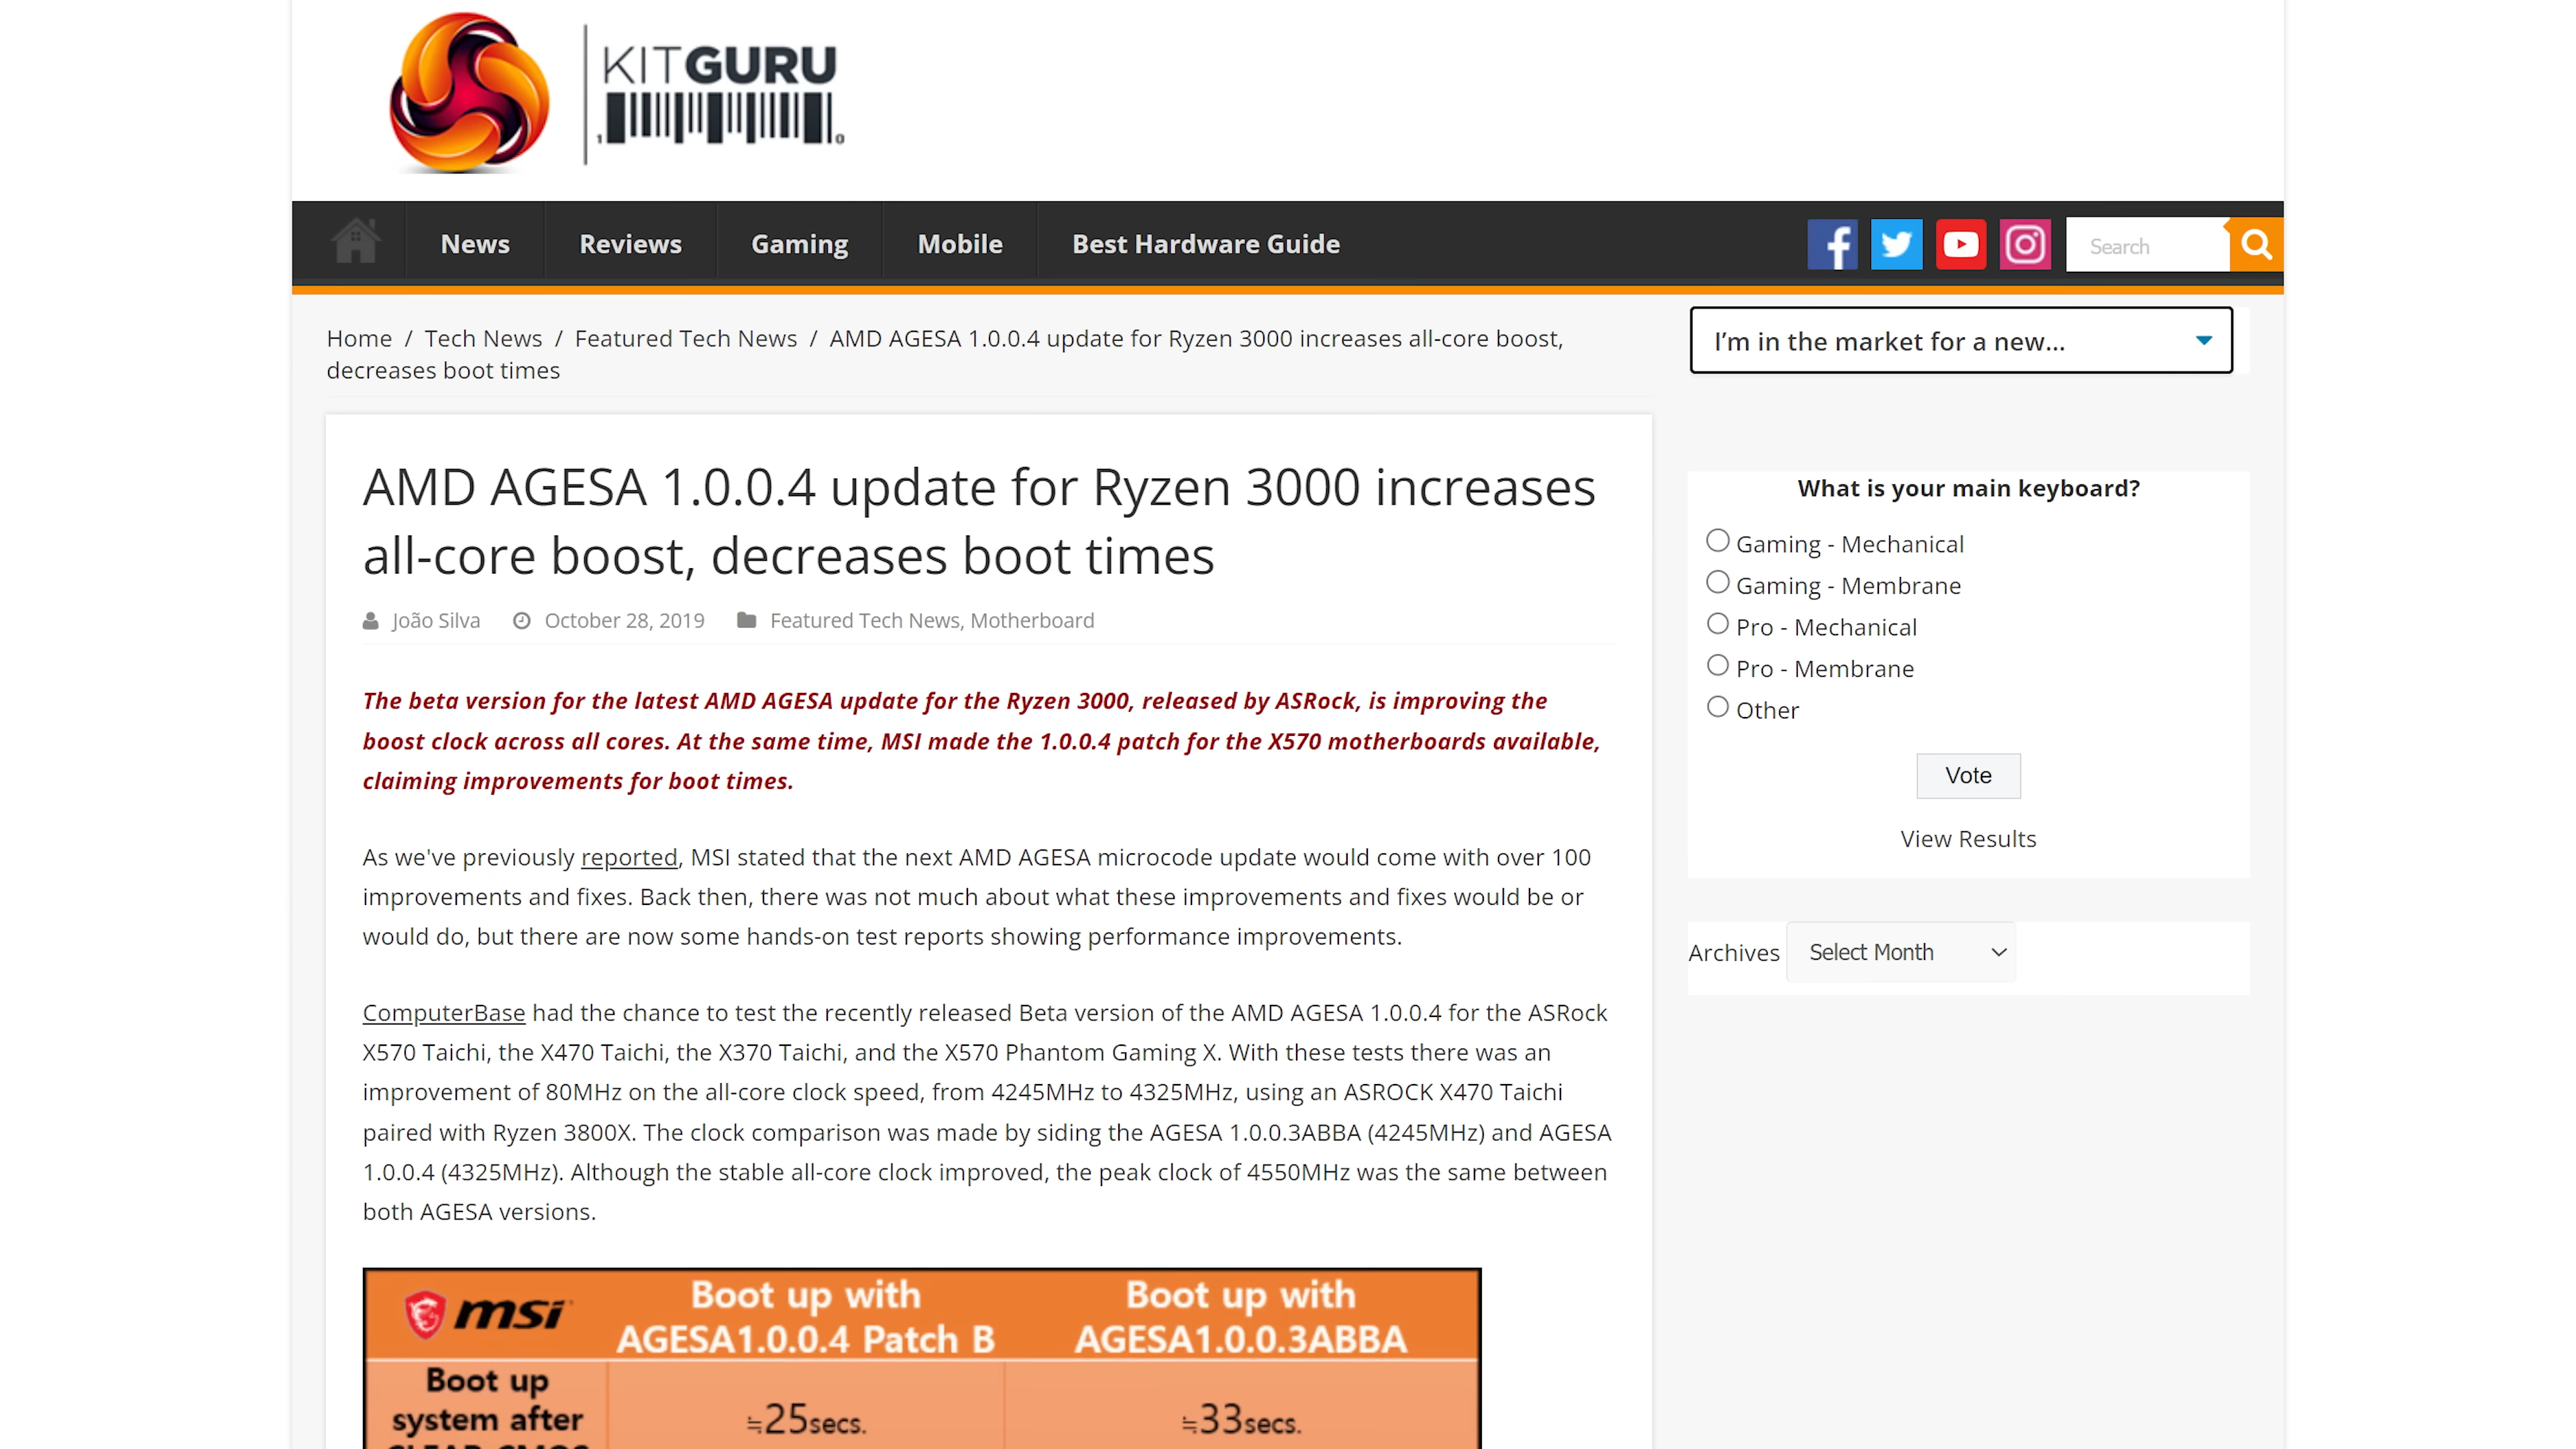 KITGURU
1 0
News
Reviews
Gaming
Mobile
Best Hardware Guide
Search
Home / Tech News / Featured Tech News / AMD AGESA 1.0.0.4 update for Ryzen 3000 increases all-core boost,
decreases boot times
AMD AGESA 1.0.0.4 update for Ryzen 3000 increases
all-core boost, decreases boot times
João Silva October 28, 2019 Featured Tech News, Motherboard
The beta version for the latest AMD AGESA update for the Ryzen 3000, released by ASRock, is improving the
boost clock across all cores. At the same time, MSI made the 1.0.0.4 patch for the X570 motherboards available,
claiming improvements for boot times.
As we've previously reported, MSI stated that the next AMD AGESA microcode update would come with over 100
improvements and fixes. Back then, there was not much about what these improvements and fixes would be or
would do, but there are now some hands-on test reports showing performance improvements.
ComputerBase had the chance to test the recently released Beta version of the AMD AGESA 1.0.0.4 for the ASRock
X570 Taichi, the X470 Taichi, the X370 Taichi, and the X570 Phantom Gaming X. With these tests there was an
improvement of 80MHz on the all-core clock speed, from 4245MHz to 4325MHz, using an ASROCK X470 Taichi
paired with Ryzen 3800X. The clock comparison was made by siding the AGESA 1.0.0.3ABBA (4245MHz) and AGESA
1.0.0.4 (4325MHz). Although the stable all-core clock improved, the peak clock of 4550MHz was the same between
both AGESA versions.
msi
Boot up with
AGESA1.0.0.4 Patch B
Boot up with
AGESA1.0.0.3ABBA
Boot up
system after
CLEAR CMOS
≒25secs.
≒33secs.
I'm in the market for a new...
What is your main keyboard?
Gaming - Mechanical
Gaming - Membrane
Pro - Mechanical
Pro - Membrane
Other
Vote
View Results
Archives Select Month